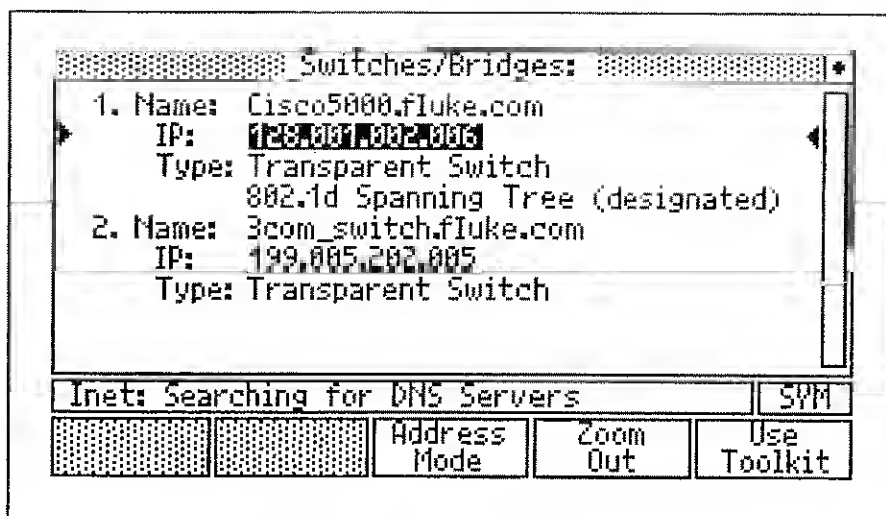 Switches/Bridges:
1. Name: Cisco5000.fluke.com
IP: 128.001.002.006
Type: Transparent Switch
802.1d Spanning Tree (designated)
2. Name: 3com_switch.fluke.com
IP: 199.005.202.005
Type: Transparent Switch
Inet: Searching for DNS Servers SYM
Address Mode
Zoom Out
Use Toolkit